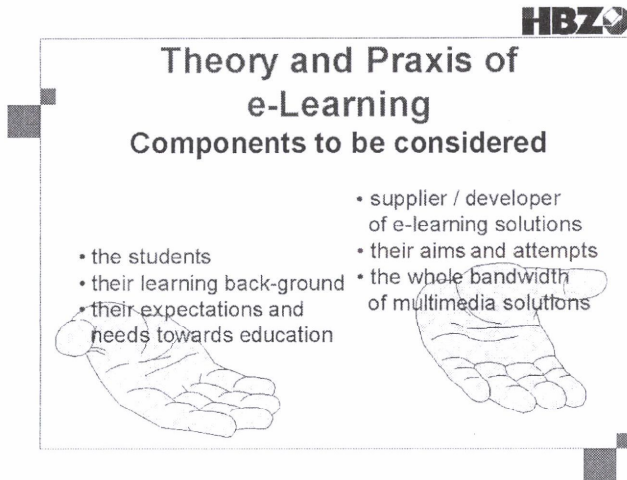 HBZ
Theory and Praxis of
e-Learning
Components to be considered
• the students
• their learning back-ground
• their expectations and
needs towards education
• supplier / developer
of e-learning solutions
• their aims and attempts
• the whole bandwidth
of multimedia solutions